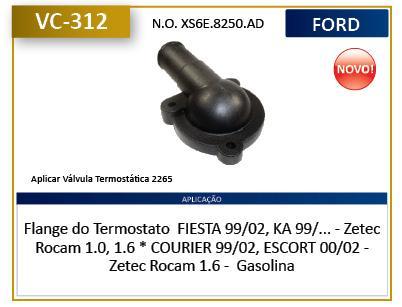 VC-312
N.O. XS6E.8250.AD
FORD
NOVO!
Aplicar Válvula Termostática 2265
APLICAÇÃO
Flange do Termostato FIESTA 99/02, KA 99/... - Zetec
Rocam 1.0, 1.6 * COURIER 99/02, ESCORT 00/02 -
Zetec Rocam 1.6 - Gasolina